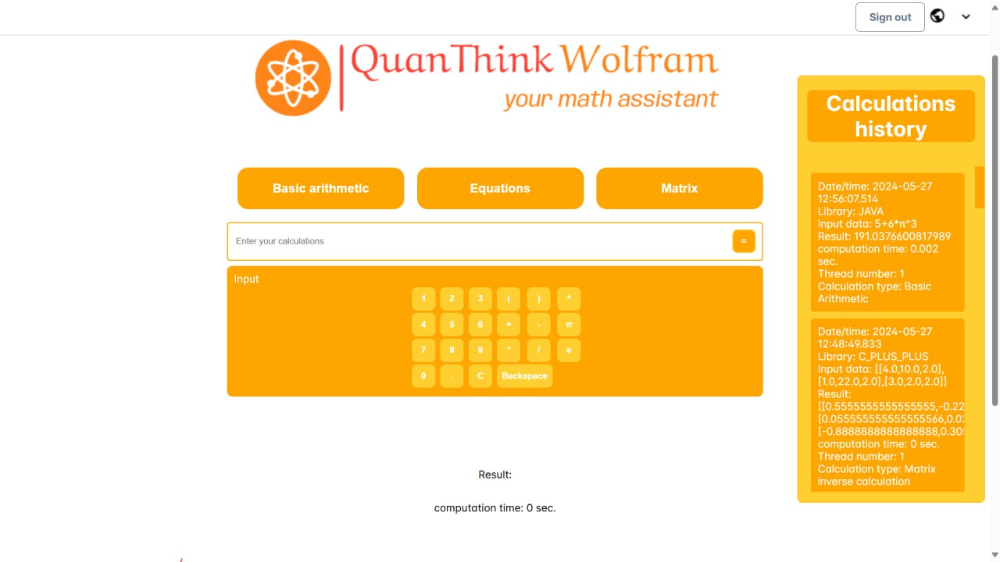 Sign out
QuanThink Wolfram
your math assistant
Calculations
history
Basic arithmetic
Equations
Matrix
Enter your calculations
=
Input
1 2 3 ( ) ^
4 5 6 + - π
7 8 9 * / e
0 . C Backspace
Result:
computation time: 0 sec.
Date/time: 2024-05-27
12:56:07.514
Library: JAVA
Input data: 5+6*π^3
Result: 191.0376600817989
computation time: 0.002
sec.
Thread number: 1
Calculation type: Basic
Arithmetic
Date/time: 2024-05-27
12:48:49.833
Library: C_PLUS_PLUS
Input data: [[4.0,10.0,2.0],
[1.0,22.0,2.0],[3.0,2.0,2.0]]
Result:
[[0.5555555555555555,-0.22
[0.055555555555555566,0.02
[-0.8888888888888888,0.305
computation time: 0 sec.
Thread number: 1
Calculation type: Matrix
inverse calculation